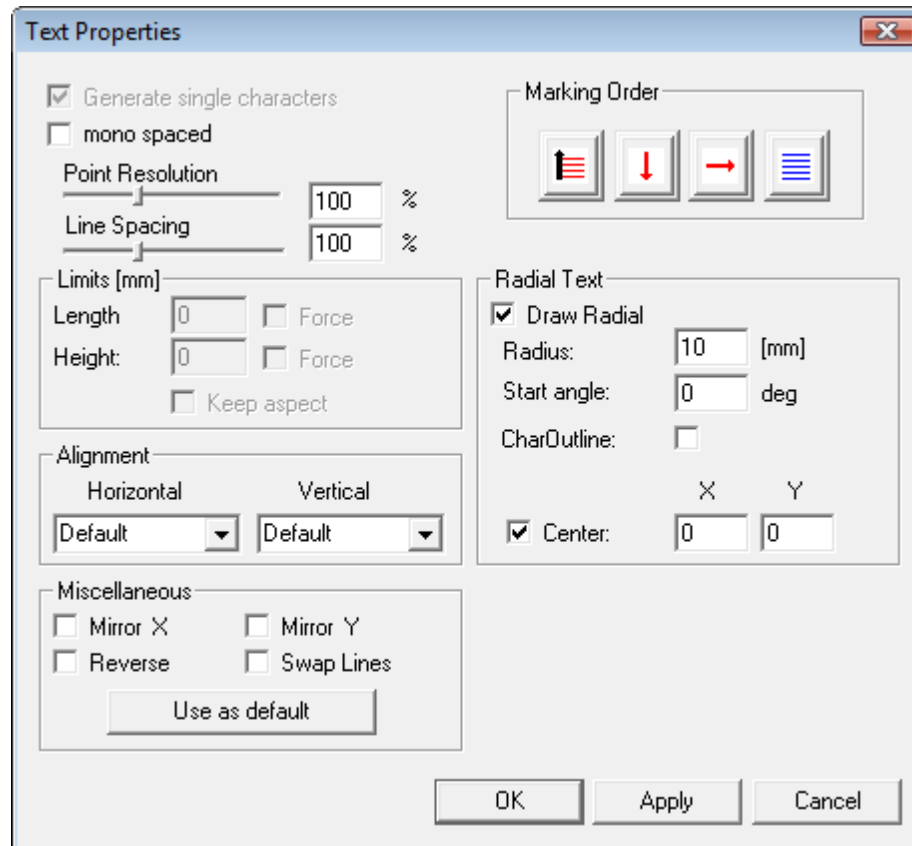 Text Properties
Generate single characters
mono spaced
Point Resolution
100 %
Line Spacing
100 %
Marking Order
Limits [mm]
Length 0 Force
Height: 0 Force
Keep aspect
Radial Text
Draw Radial
Radius: 10 [mm]
Start angle: 0 deg
CharOutline:
X Y
Center: 0 0
Alignment
Horizontal Vertical
Default Default
Miscellaneous
Mirror X Mirror Y
Reverse Swap Lines
Use as default
OK Apply Cancel